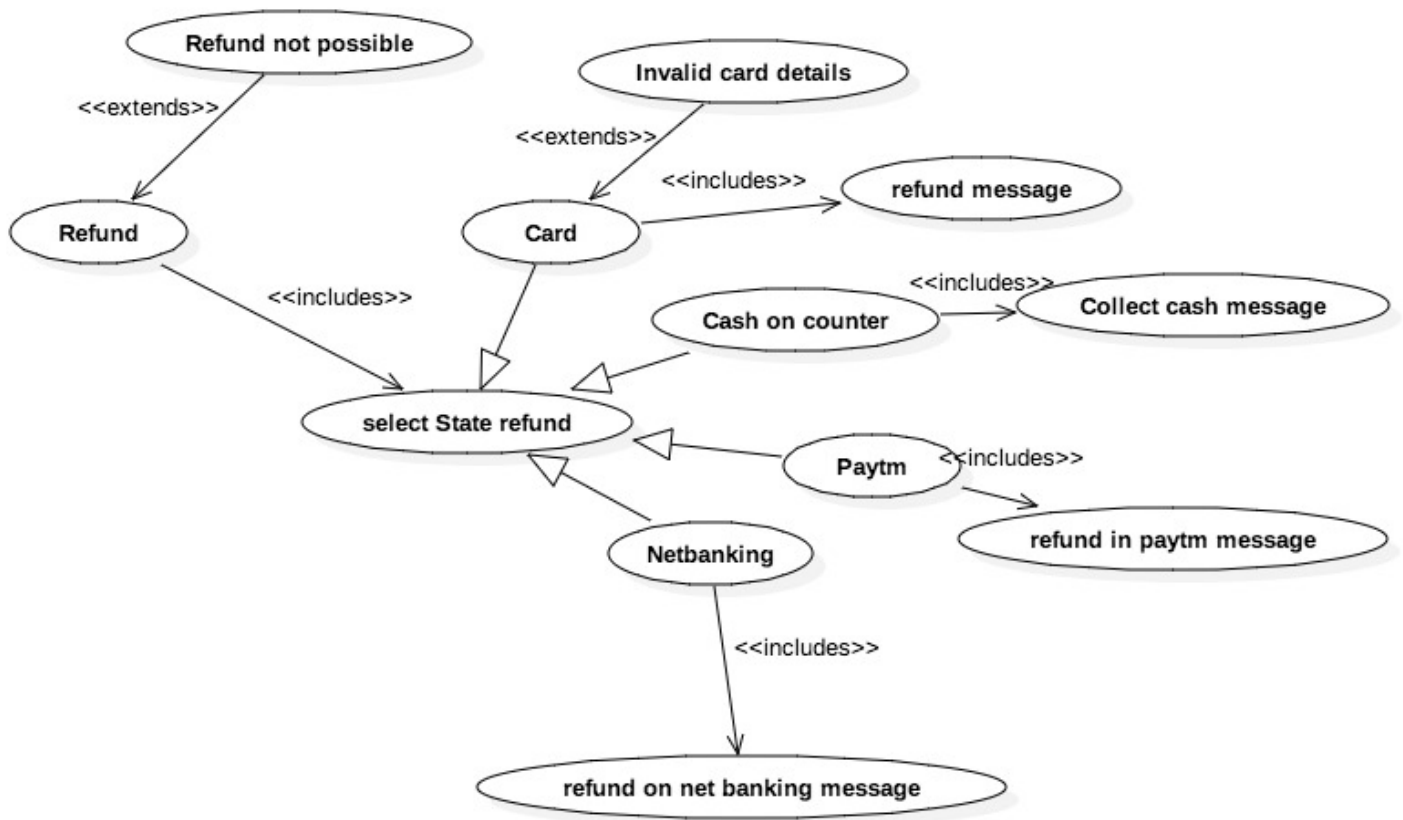 Refund not possible
Invalid card details
<<extends>>
<<extends>>
<<includes>>
refund message
Refund
Card
<<includes>>
<<includes>>
Cash on counter
Collect cash message
select State refund
Paytm
<<includes>>
refund in paytm message
Netbanking
<<includes>>
refund on net banking message